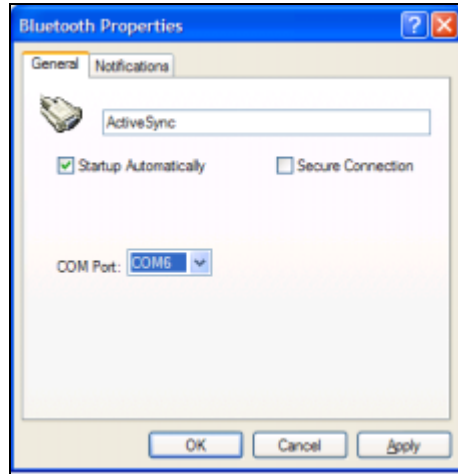 Bluetooth Properties
General Notifications
ActiveSync
Startup Automatically Secure Connection
COM Port: COM6
OK Cancel Apply